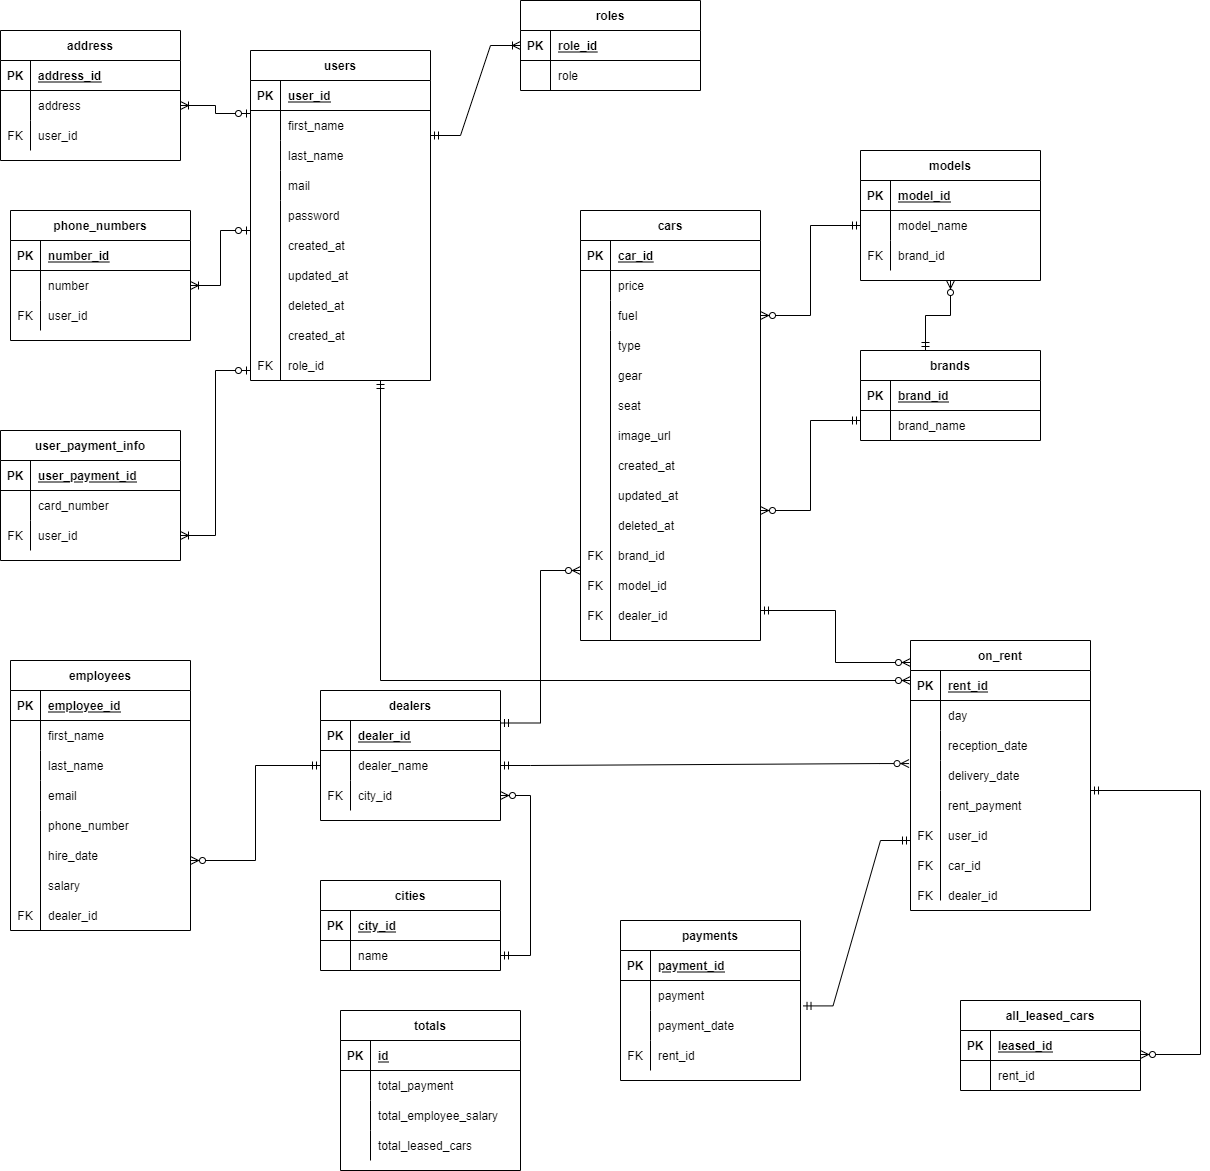 roles
PK role_id
role
address
PK address_id
address
FK user_id
users
PK user_id
first_name
last_name
mail
password
created_at
updated_at
deleted_at
created_at
FK role_id
phone_numbers
PK number_id
number
FK user_id
user_payment_info
PK user_payment_id
card_number
FK user_id
models
PK model_id
model_name
FK brand_id
cars
PK car_id
price
fuel
type
gear
seat
image_url
created_at
updated_at
deleted_at
FK brand_id
FK model_id
FK dealer_id
brands
PK brand_id
brand_name
employees
PK employee_id
first_name
last_name
email
phone_number
hire_date
salary
FK dealer_id
dealers
PK dealer_id
dealer_name
FK city_id
on_rent
PK rent_id
day
reception_date
delivery_date
rent_payment
FK user_id
FK car_id
FK dealer_id
cities
PK city_id
name
payments
PK payment_id
payment
payment_date
FK rent_id
totals
PK id
total_payment
total_employee_salary
total_leased_cars
all_leased_cars
PK leased_id
rent_id